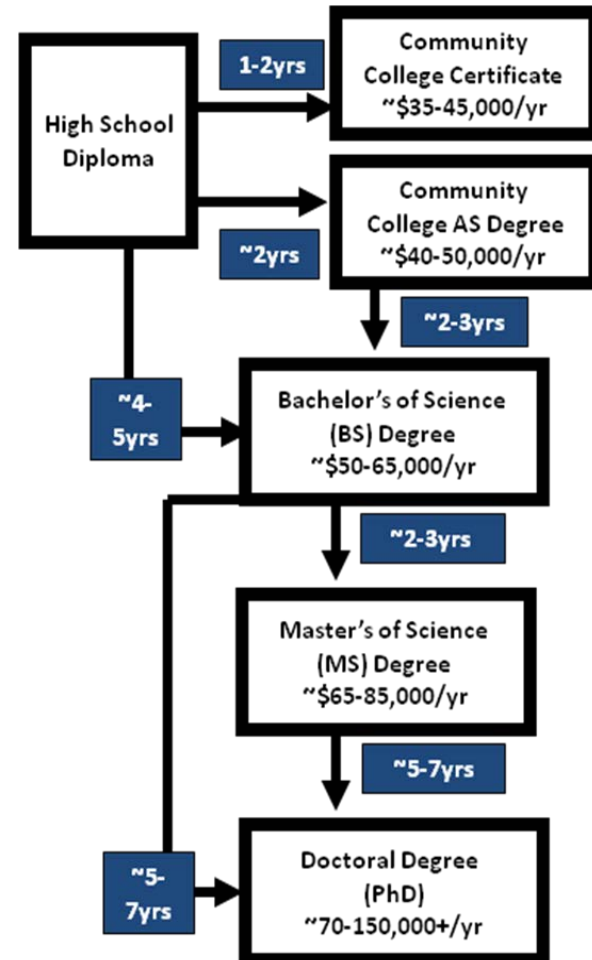 High School
Diploma
1-2yrs
Community
College Certificate
~$35-45,000/yr
~2yrs
Community
College AS Degree
~$40-50,000/yr
~2-3yrs
~4-
5yrs
Bachelor's of Science
(BS) Degree
~$50-65,000/yr
~2-3yrs
Master's of Science
(MS) Degree
~$65-85,000/yr
~5-7yrs
~5-
7yrs
Doctoral Degree
(PhD)
~70-150,000+/yr